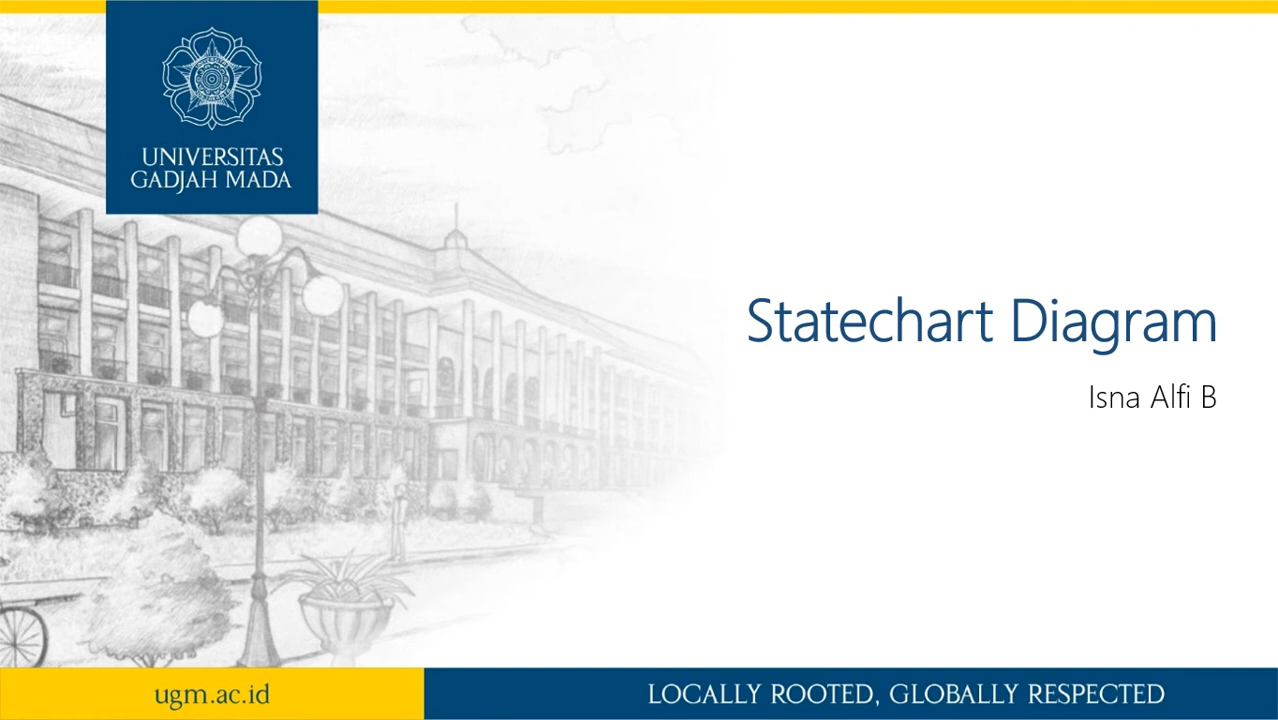 UNIVERSITAS
GADJAH MADA
Statechart Diagram
Isna Alfi B
ugm.ac.id
LOCALLY ROOTED, GLOBALLY RESPECTED